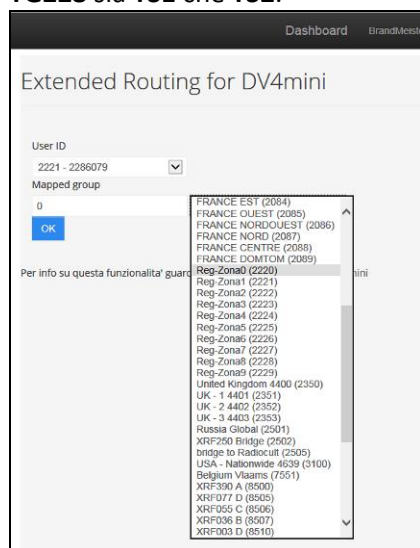 Dashboard BrandMeiste
Extended Routing for DV4mini
User ID
2221 - 2286079
Mapped group
0
OK
FRANCE EST (2084)
FRANCE OUEST (2085)
FRANCE NORDOUEST (2086)
FRANCE NORD (2087)
FRANCE CENTRE (2088)
FRANCE DOMTOM (2089)
Reg-Zona0 (2220)
Per info su questa funzionalita' guard mini
Reg-Zona1 (2221)
Reg-Zona2 (2222)
Reg-Zona3 (2223)
Reg-Zona4 (2224)
Reg-Zona5 (2225)
Reg-Zona6 (2226)
Reg-Zona7 (2227)
Reg-Zona8 (2228)
Reg-Zona9 (2229)
United Kingdom 4400 (2350)
UK - 1 4401 (2351)
UK - 2 4402 (2352)
UK - 3 4403 (2353)
Russia Global (2501)
XRF250 Bridge (2502)
bridge to Radiocult (2505)
USA - Nationwide 4639 (3100)
Belgium Vlaams (7551)
XRF390 A (8500)
XRF077 D (8505)
XRF055 C (8506)
XRF036 B (8507)
XRF003 D (8510)